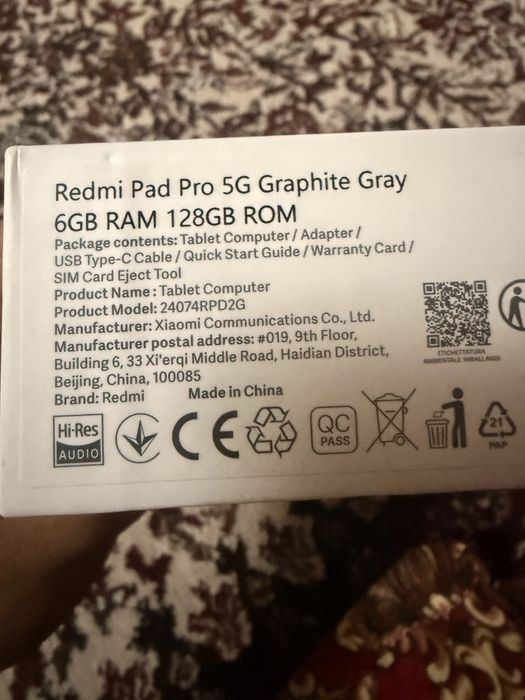 Redmi Pad Pro 5G Graphite Gray
6GB RAM 128GB ROM
Package contents: Tablet Computer / Adapter /
USB Type-C Cable / Quick Start Guide / Warranty Card /
SIM Card Eject Tool
Product Name : Tablet Computer
Product Model: 24074RPD2G
Manufacturer: Xiaomi Communications Co., Ltd.
Manufacturer postal address: #019, 9th Floor,
Building 6, 33 Xi'erqi Middle Road, Haidian District,
Beijing, China, 100085
Brand: Redmi Made in China
ETICHETTATURA
AMBIENTALE IMBALLAGGI
Hi-Res
AUDIO
CE
QC
PASS
21
PAP